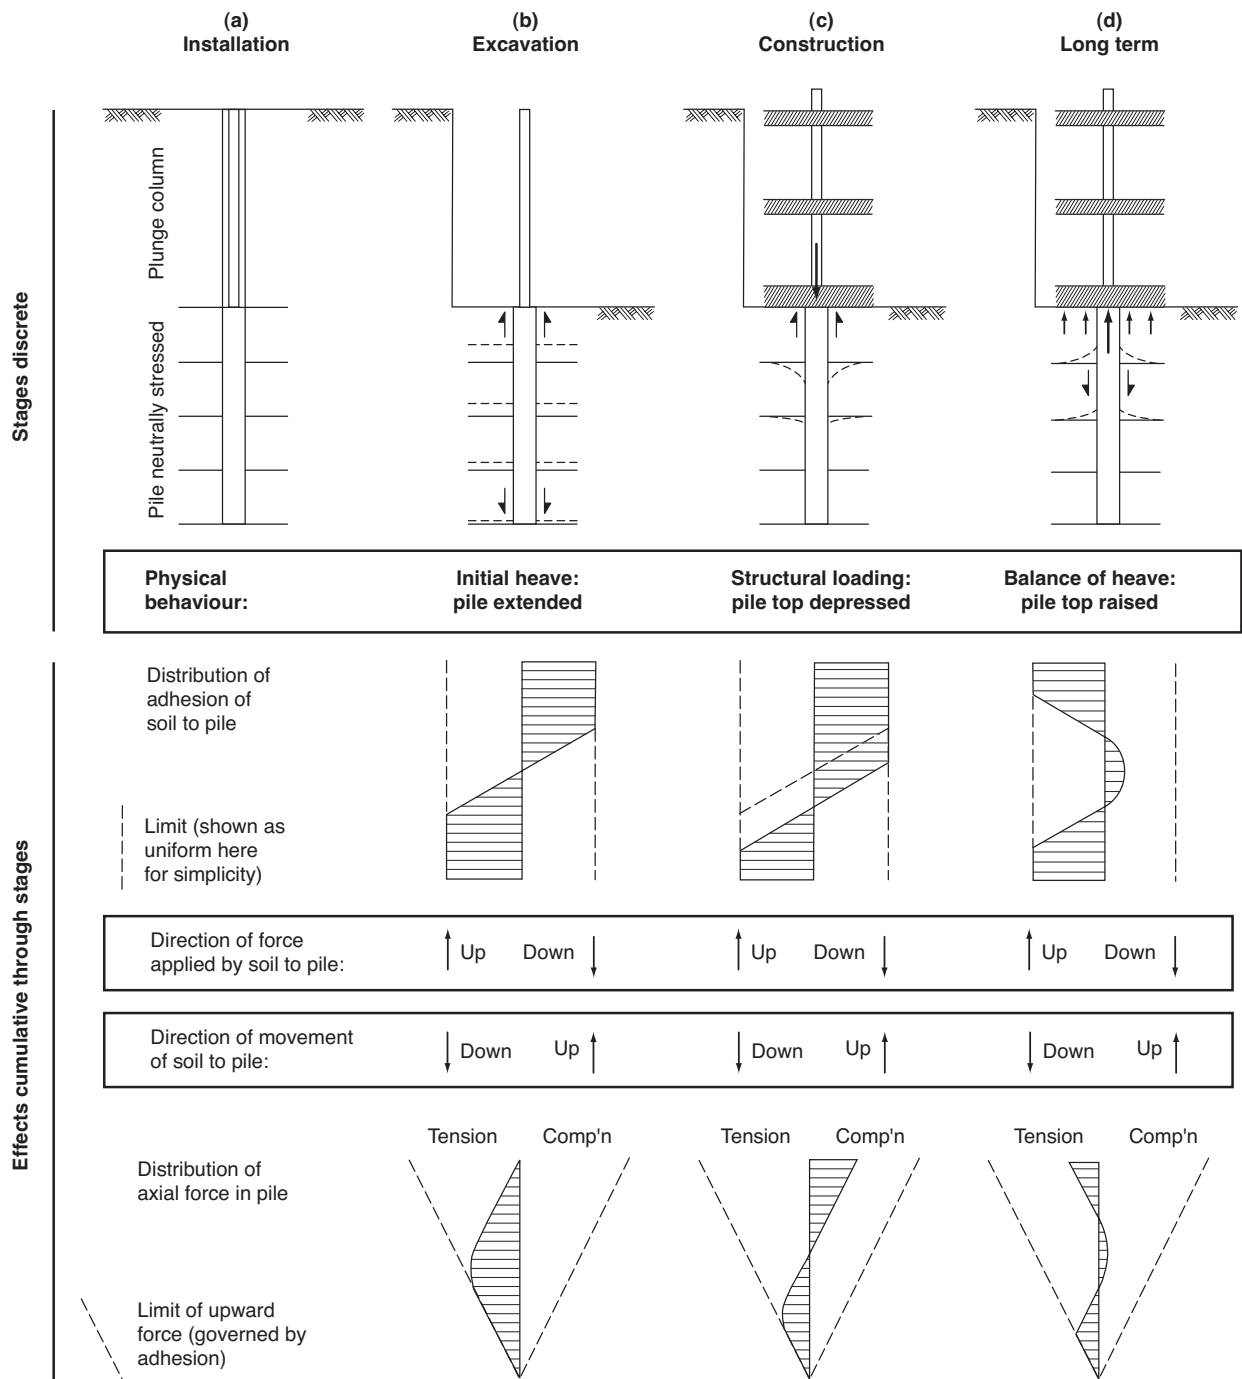 (a)
Installation
(b)
Excavation
(c)
Construction
(d)
Long term
Stages discrete
Plunge column
Pile neutrally stressed
Physical
behaviour:
Initial heave:
pile extended
Structural loading:
pile top depressed
Balance of heave:
pile top raised
Effects cumulative through stages
Distribution of
adhesion of
soil to pile
Limit (shown as
uniform here
for simplicity)
Direction of force
applied by soil to pile:
Up Down
Up Down
Up Down
Direction of movement
of soil to pile:
Down Up
Down Up
Down Up
Tension Comp'n
Tension Comp'n
Tension Comp'n
Distribution of
axial force in pile
Limit of upward
force (governed by
adhesion)